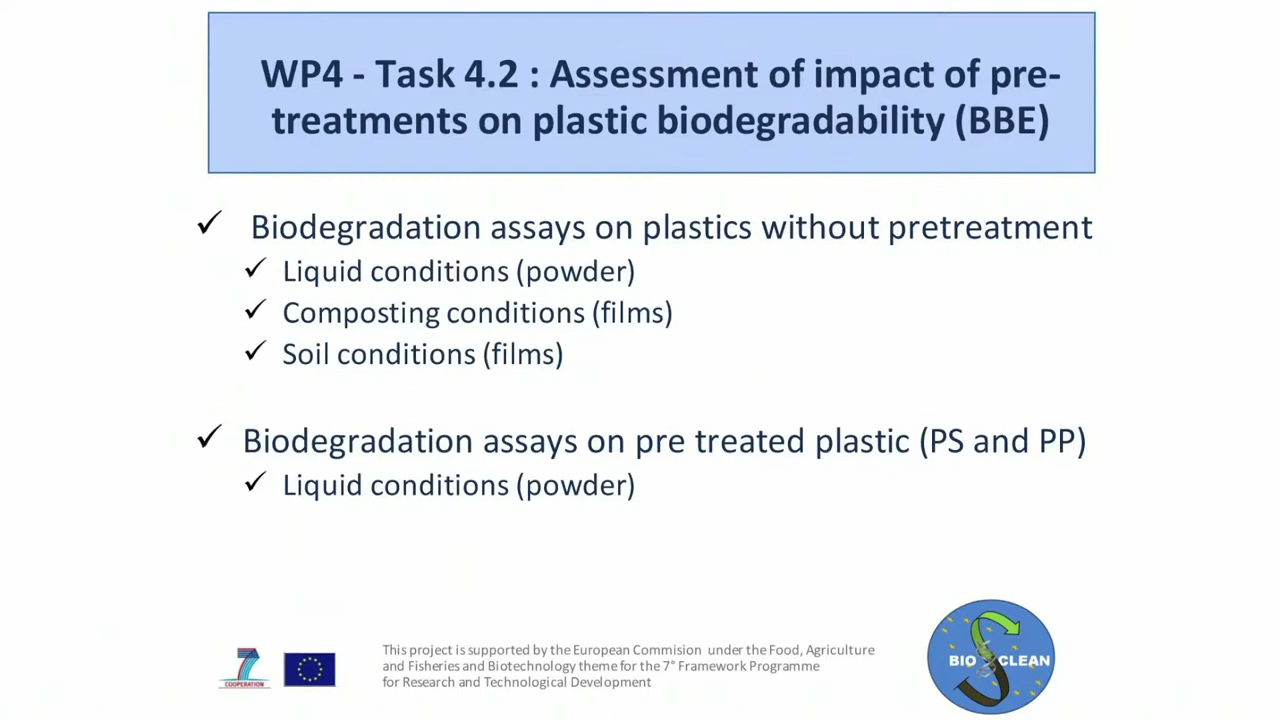 WP4 - Task 4.2 : Assessment of impact of pre-
treatments on plastic biodegradability (BBE)
✓ Biodegradation assays on plastics without pretreatment
✓ Liquid conditions (powder)
✓ Composting conditions (films)
✓ Soil conditions (films)
✓ Biodegradation assays on pre treated plastic (PS and PP)
✓ Liquid conditions (powder)
This project is supported by the European Commision under the Food, Agriculture
and Fisheries and Biotechnology theme for the 7° Framework Programme
for Research and Technological Development
7
COOPERATION
BIO CLEAN